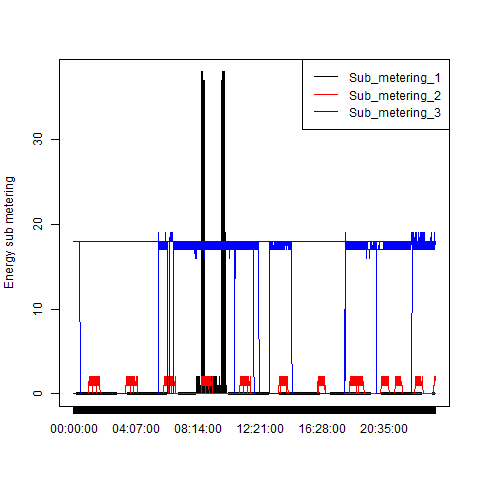 Sub_metering_1
Sub_metering_2
Sub_metering_3
Energy sub metering
30
20
10
0
00:00:00 04:07:00 08:14:00 12:21:00 16:28:00 20:35:00